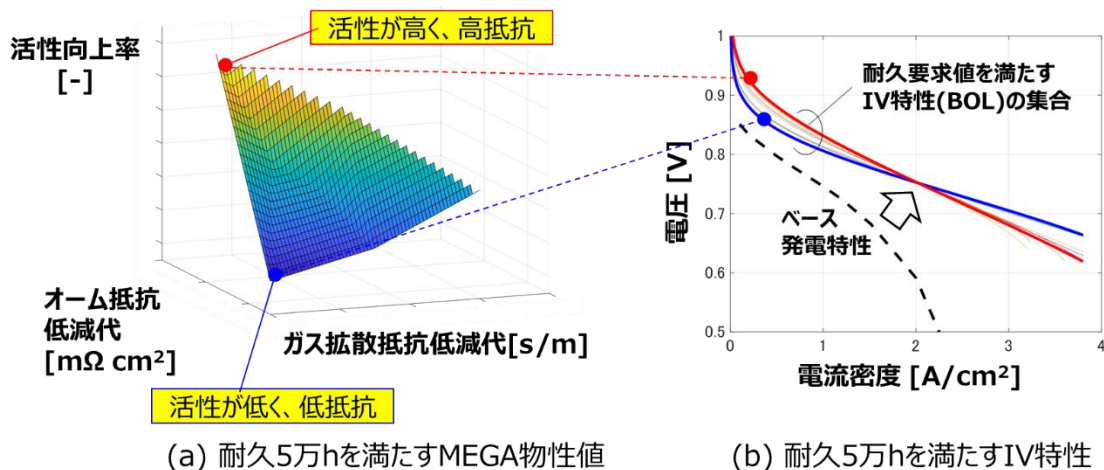 活性向上率
[-]
活性が高く、高抵抗
オーム抵抗
低減代
[mΩ cm²]
ガス拡散抵抗低減代[s/m]
活性が低く、低抵抗
(a) 耐久5万hを満たすMEGA物性値
電圧 [V]
1
0.9
0.8
0.7
0.6
0.5
耐久要求値を満たす
IV特性(BOL)の集合
ベース
発電特性
0
1
2
3
4
電流密度 [A/cm²]
(b) 耐久5万hを満たすIV特性